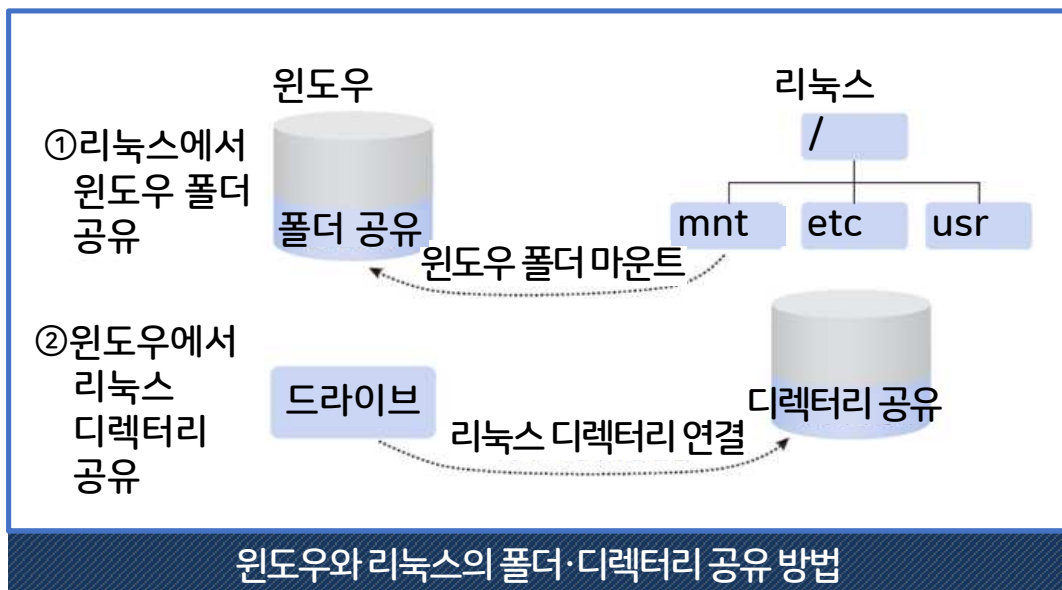 윈도우
리눅스
①리눅스에서
윈도우 폴더
공유
폴더 공유
/
mnt
etc
usr
윈도우 폴더 마운트
②윈도우에서
리눅스
디렉터리
공유
드라이브
리눅스 디렉터리 연결
디렉터리 공유
윈도우와 리눅스의 폴더·디렉터리 공유 방법